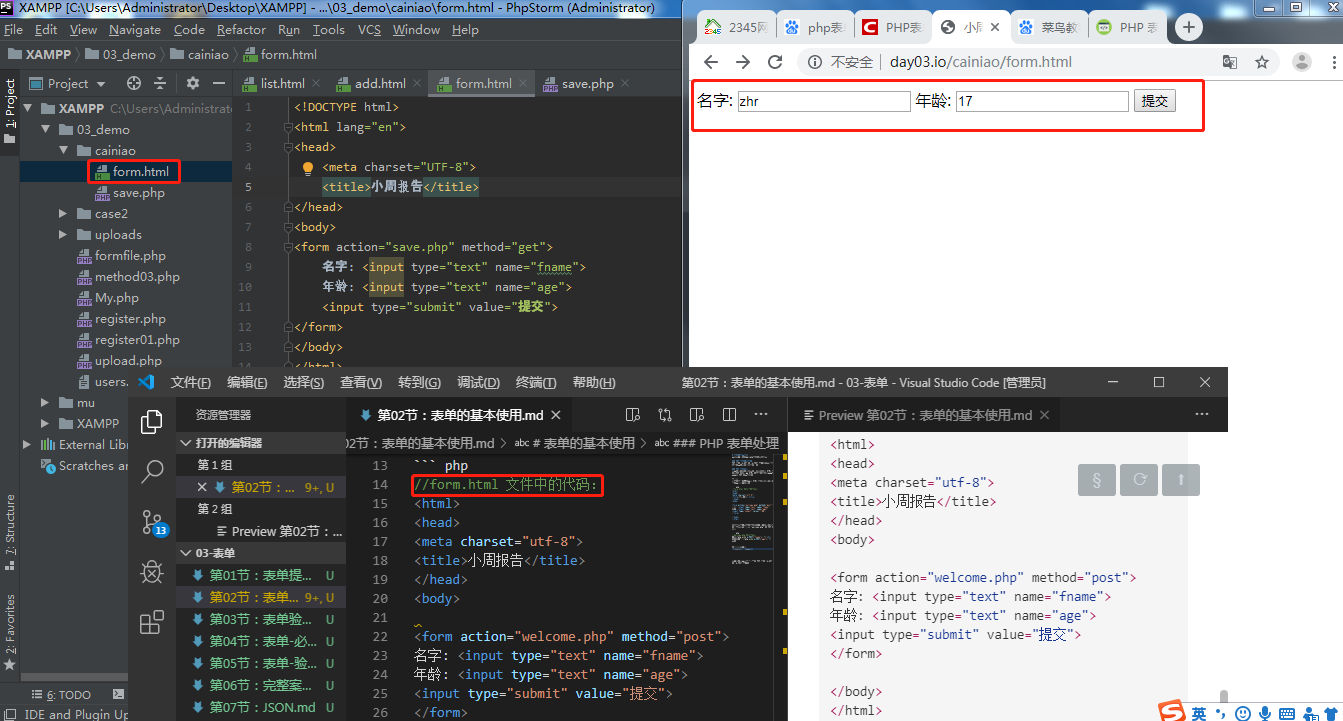 XAMPP [C:\Users\Administrator\Desktop\XAMPP] - ...\03_demo\cainiao\form.html - PhpStorm (Administrator)
File Edit View Navigate Code Refactor Run Tools VCS Window Help
XAMPP 03_demo cainiao form.html
Project
list.html add.html form.html save.php
1: Project
7: Structure
2: Favorites
XAMPP C:\Users\Administrato
03_demo
cainiao
form.html
save.php
case2
uploads
formfile.php
method03.php
My.php
register.php
register01.php
upload.php
users.
mu
XAMPP
External Libr
Scratches an
6: TODO
IDE and Plugin Up
1 <!DOCTYPE html>
2 <html lang="en">
3 <head>
4 <meta charset="UTF-8">
5 <title>小周报告</title>
6 </head>
7 <body>
8 <form action="save.php" method="get">
9 名字: <input type="text" name="fname">
10 年龄: <input type="text" name="age">
11 <input type="submit" value="提交">
12 </form>
13 </body>
14 </html>
2345网 php表 PHP表 小周 菜鸟教 PHP 表
不安全 day03.io/cainiao/form.html
名字: zhr 年龄: 17 提交
文件(F) 编辑(E) 选择(S) 查看(V) 转到(G) 调试(D) 终端(T) 帮助(H) 第02节：表单的基本使用.md - 03-表单 - Visual Studio Code [管理员]
资源管理器
打开的编辑器
第 1 组
第02节：... 9+, U
第 2 组
Preview 第02节：...
03-表单
第01节：表单提... U
第02节：表单... 9+, U
第03节：表单验... U
第04节：表单-必... U
第05节：表单-验... U
第06节：完整案... U
第07节：JSON.md U
13
第02节：表单的基本使用.md
02节：表单的基本使用.md abc # 表单的基本使用 abc ### PHP 表单处理
13 ``` php
14 //form.html 文件中的代码:
15 <html>
16 <head>
17 <meta charset="utf-8">
18 <title>小周报告</title>
19 </head>
20 <body>
21
22 <form action="welcome.php" method="post">
23 名字: <input type="text" name="fname">
24 年龄: <input type="text" name="age">
25 <input type="submit" value="提交">
26 </form>
Preview 第02节：表单的基本使用.md
<html>
<head>
<meta charset="utf-8">
<title>小周报告</title>
</head>
<body>
<form action="welcome.php" method="post">
名字: <input type="text" name="fname">
年龄: <input type="text" name="age">
<input type="submit" value="提交">
</form>
</body>
</html>
§
英